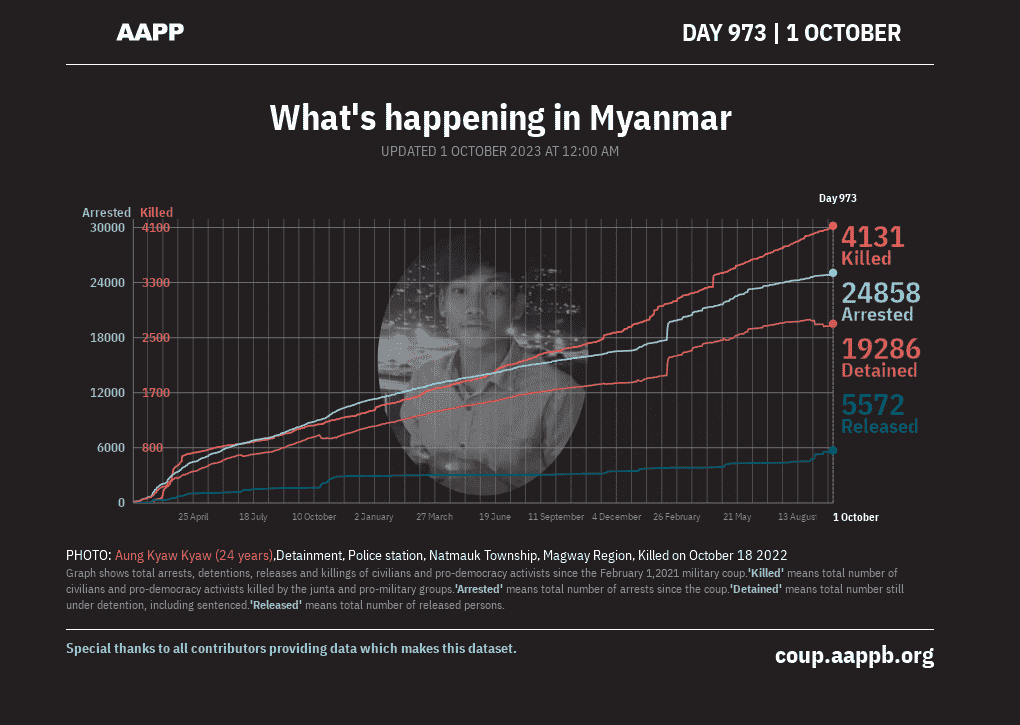 AAPP
DAY 973 | 1 OCTOBER
What's happening in Myanmar
UPDATED 1 OCTOBER 2023 AT 12:00 AM
Day 973
Arrested Killed
30000 4100
24000 3300
18000 2500
12000 1700
6000 800
0
4131
Killed
24858
Arrested
19286
Detained
5572
Released
25 April 18 July 10 October 2 January 27 March 19 June 11 September 4 December 26 February 21 May 13 August 1 October
PHOTO: Aung Kyaw Kyaw (24 years),Detainment, Police station, Natmauk Township, Magway Region, Killed on October 18 2022
Graph shows total arrests, detentions, releases and killings of civilians and pro-democracy activists since the February 1,2021 military coup.'Killed' means total number of
civilians and pro-democracy activists killed by the junta and pro-military groups.'Arrested' means total number of arrests since the coup.'Detained' means total number still
under detention, including sentenced.'Released' means total number of released persons.
Special thanks to all contributors providing data which makes this dataset.
coup.aappb.org